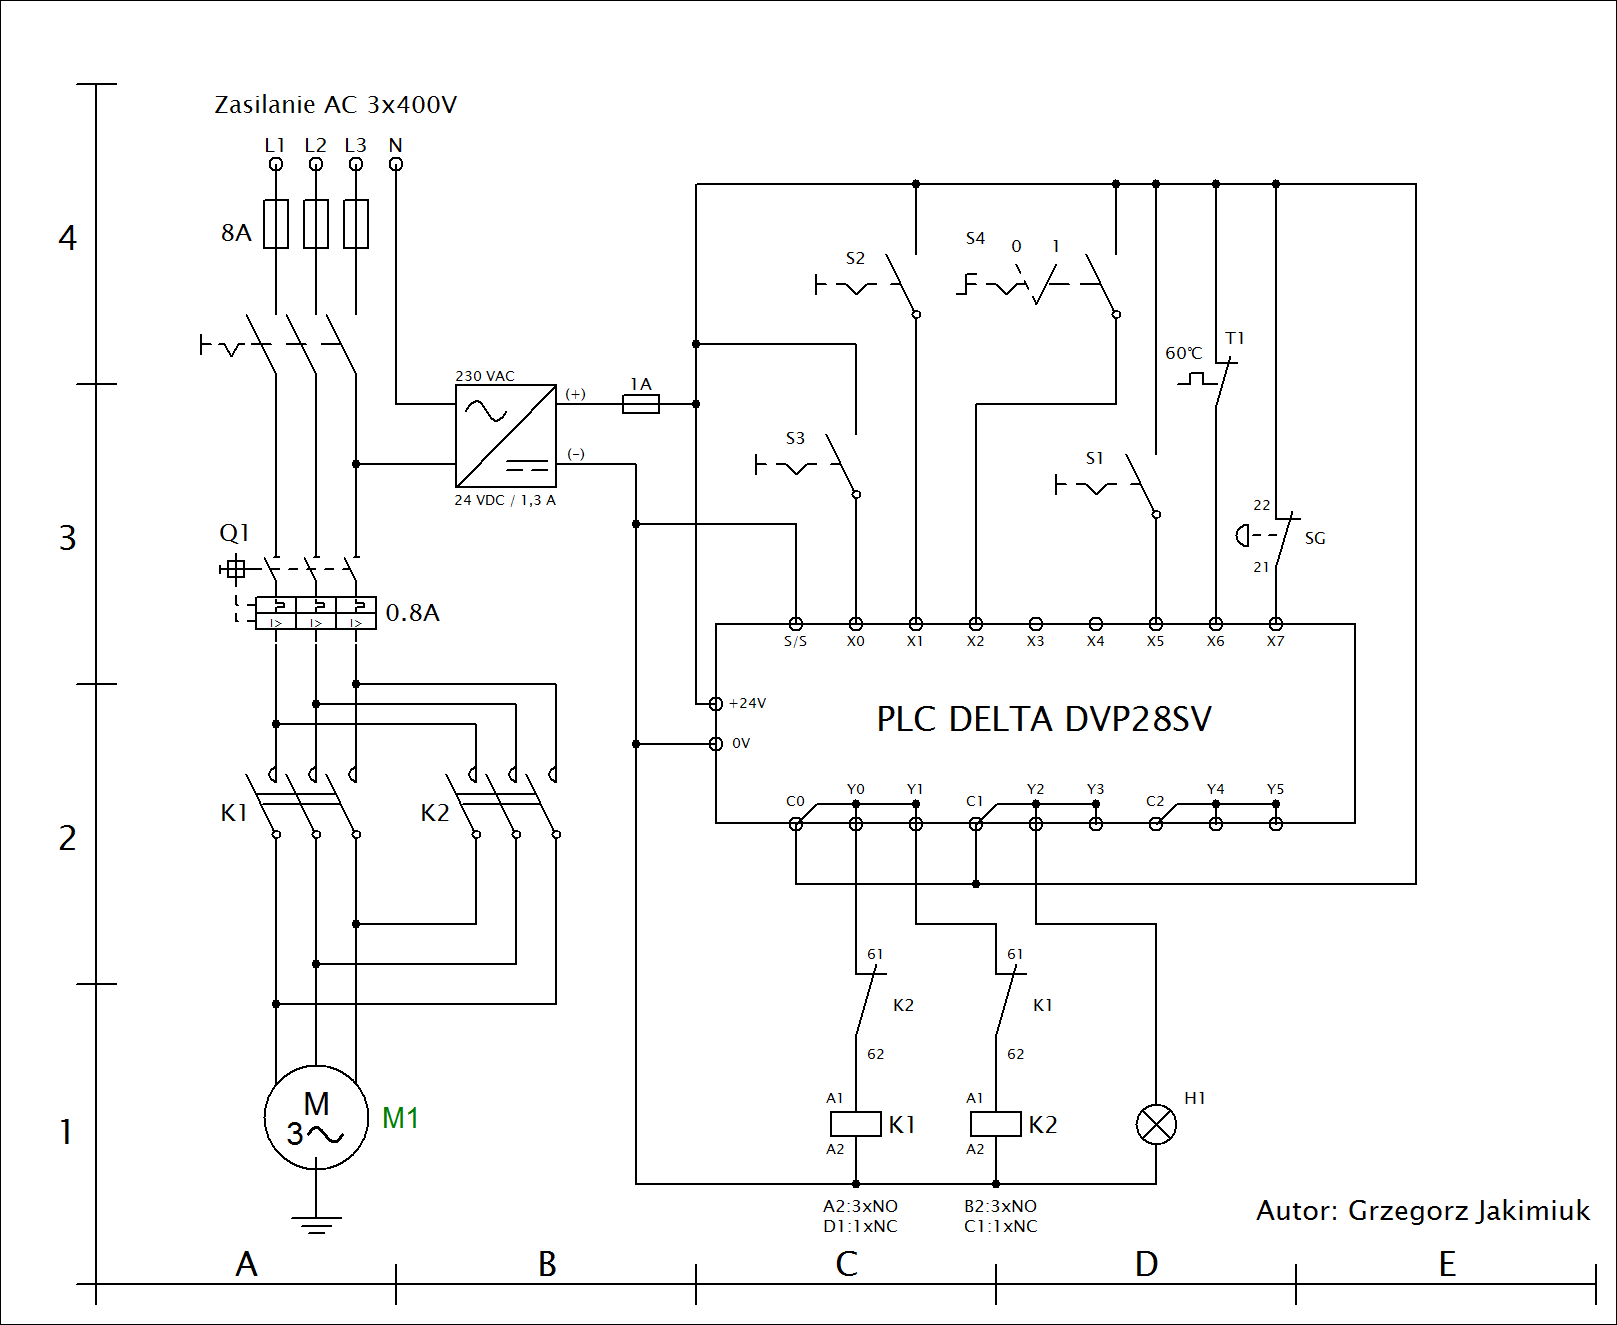 Zasilanie AC 3x400V
L1 L2 L3 N
4
8A
S2
S4 0 1
T1
60℃
230 VAC
(+)
1A
S3
S1
(-)
24 VDC / 1,3 A
22
SG
21
3
Q1
I> I> I>
0.8A
S/S X0 X1 X2 X3 X4 X5 X6 X7
+24V
0V
PLC DELTA DVP28SV
C0 Y0 Y1 C1 Y2 Y3 C2 Y4 Y5
2
K1
K2
61 61
K2 K1
62 62
A1 A1
K1 K2
A2 A2
H1
1
M
3
M1
A2:3xNO B2:3xNO
D1:1xNC C1:1xNC
Autor: Grzegorz Jakimiuk
A B C D E